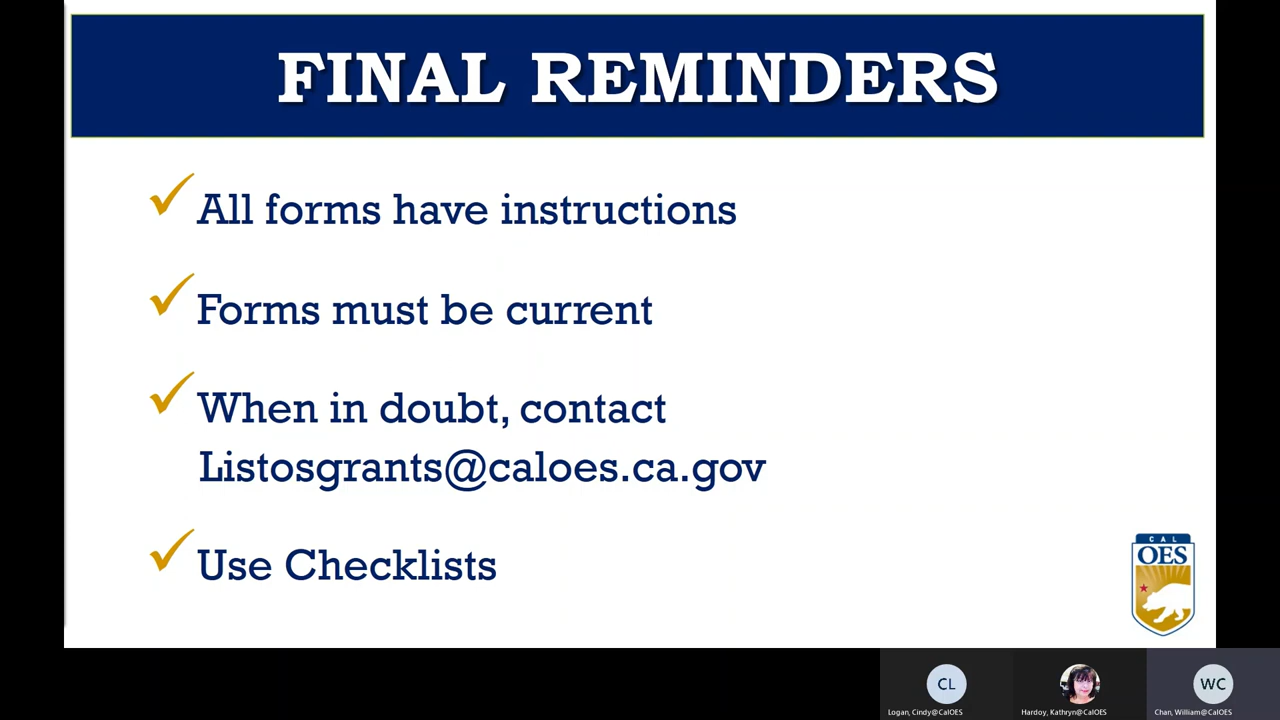 FINAL REMINDERS
All forms have instructions
Forms must be current
When in doubt, contact
Listosgrants@caloes.ca.gov
Use Checklists
CAL
OES
CL
WC
Logan, Cindy@CalOES
Hardoy, Kathryn@CalOES
Chan, William@CalOES